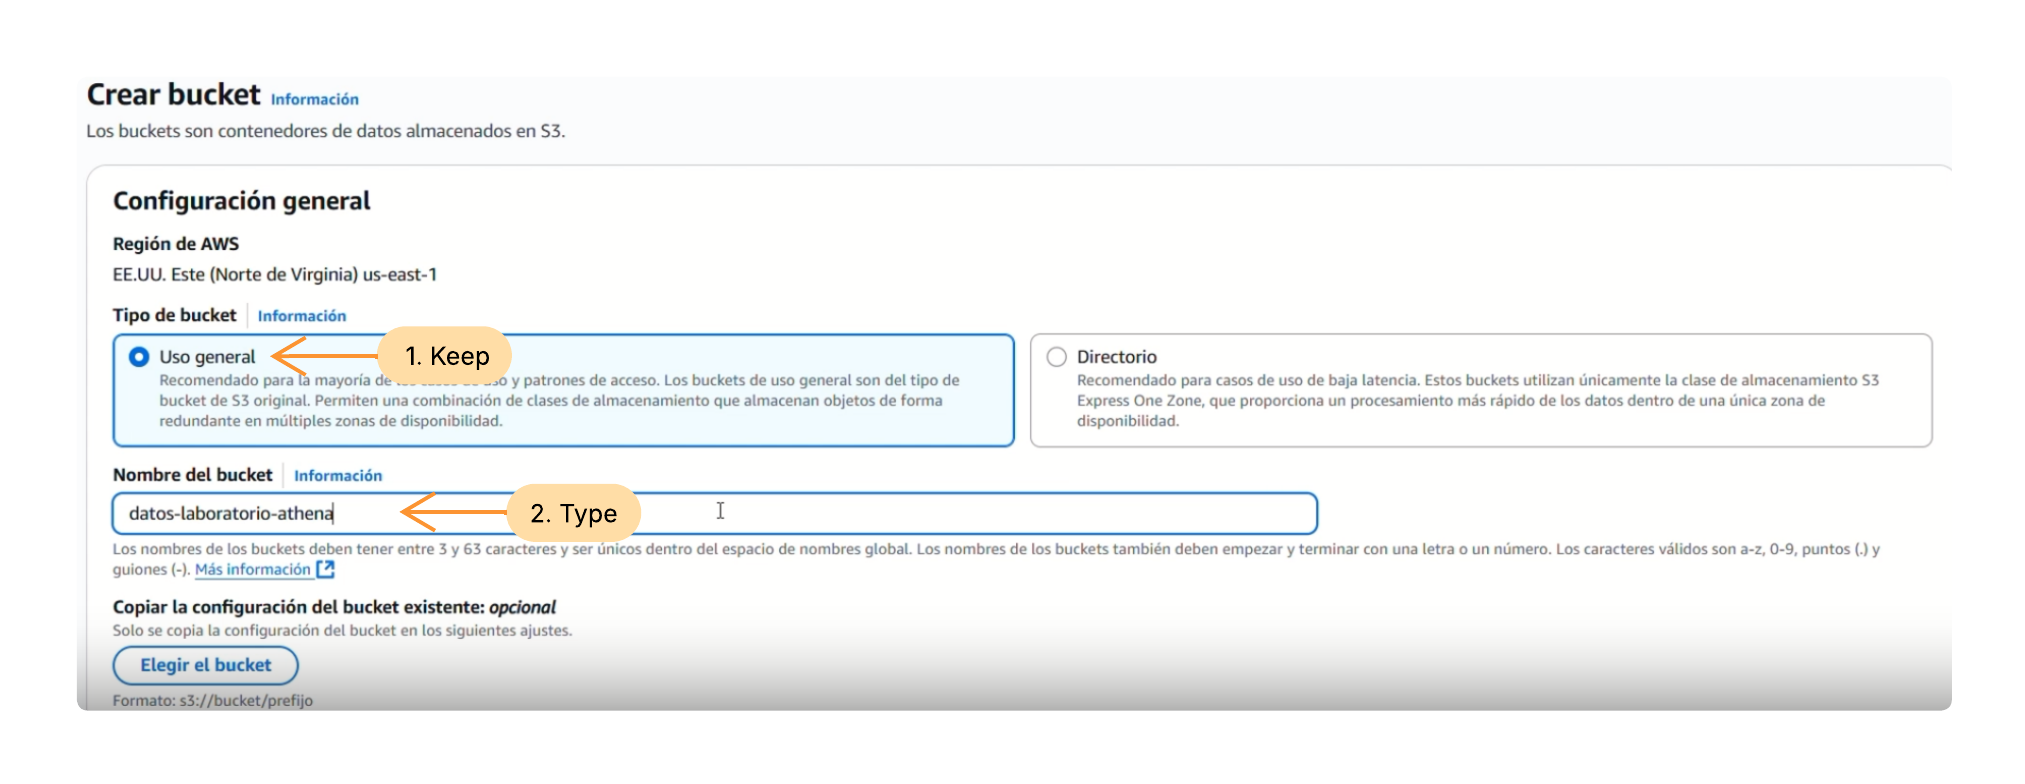 Crear bucket Información
Los buckets son contenedores de datos almacenados en S3.
Configuración general
Región de AWS
EE.UU. Este (Norte de Virginia) us-east-1
Tipo de bucket Información
Uso general
1. Keep
Recomendado para la mayoría de so y patrones de acceso. Los buckets de uso general son del tipo de
bucket de S3 original. Permiten una combinación de clases de almacenamiento que almacenan objetos de forma
redundante en múltiples zonas de disponibilidad.
Directorio
Recomendado para casos de uso de baja latencia. Estos buckets utilizan únicamente la clase de almacenamiento S3
Express One Zone, que proporciona un procesamiento más rápido de los datos dentro de una única zona de
disponibilidad.
Nombre del bucket Información
datos-laboratorio-athena
2. Type
Los nombres de los buckets deben tener entre 3 y 63 caracteres y ser únicos dentro del espacio de nombres global. Los nombres de los buckets también deben empezar y terminar con una letra o un número. Los caracteres válidos son a-z, 0-9, puntos (.) y
guiones (-). Más información
Copiar la configuración del bucket existente: opcional
Solo se copia la configuración del bucket en los siguientes ajustes.
Elegir el bucket
Formato: s3://bucket/prefijo